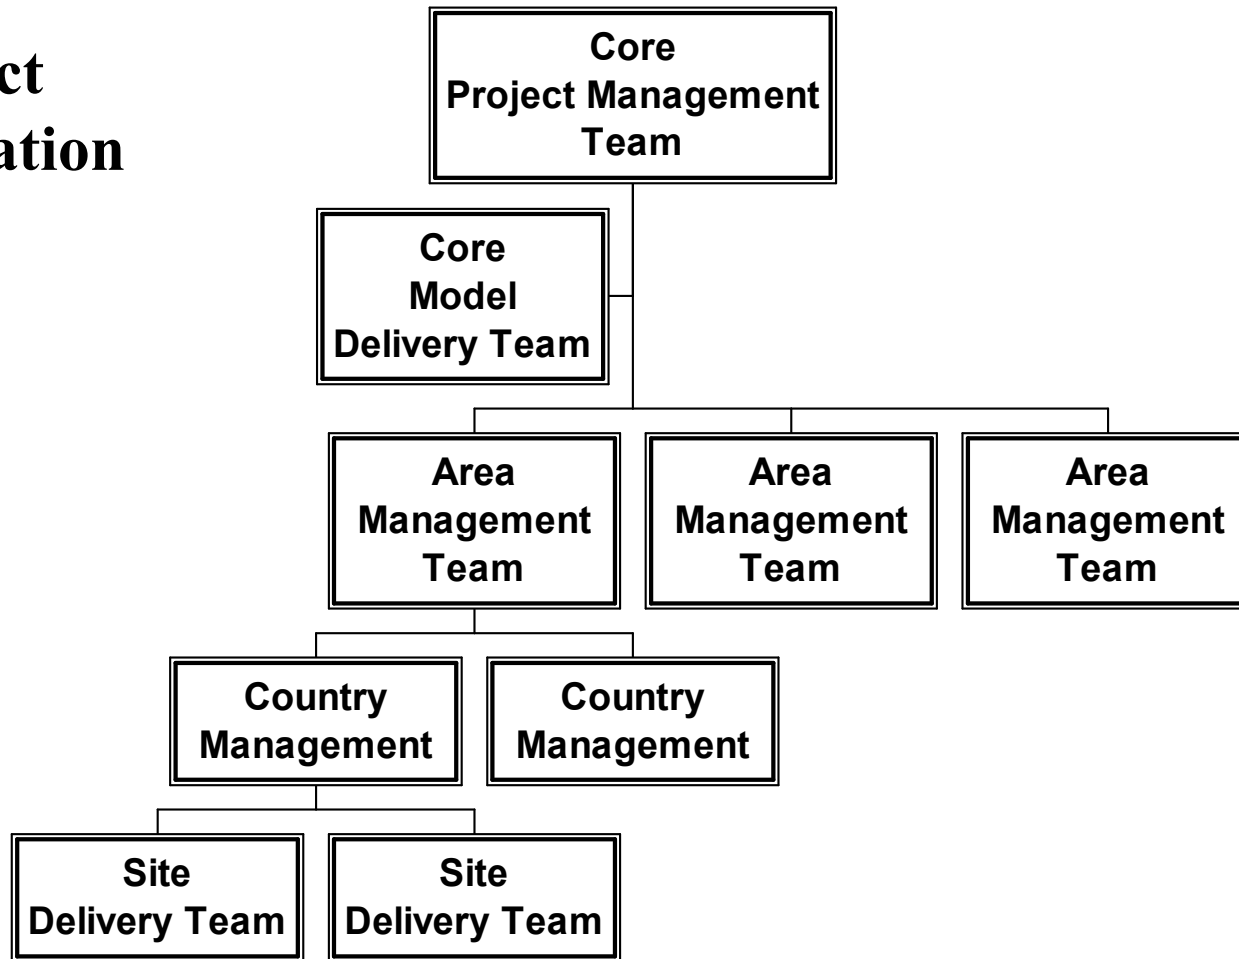 ct
ation
Core
Project Management
Team
Core
Model
Delivery Team
Area
Management
Team
Area
Management
Team
Area
Management
Team
Country
Management
Country
Management
Site
Delivery Team
Site
Delivery Team